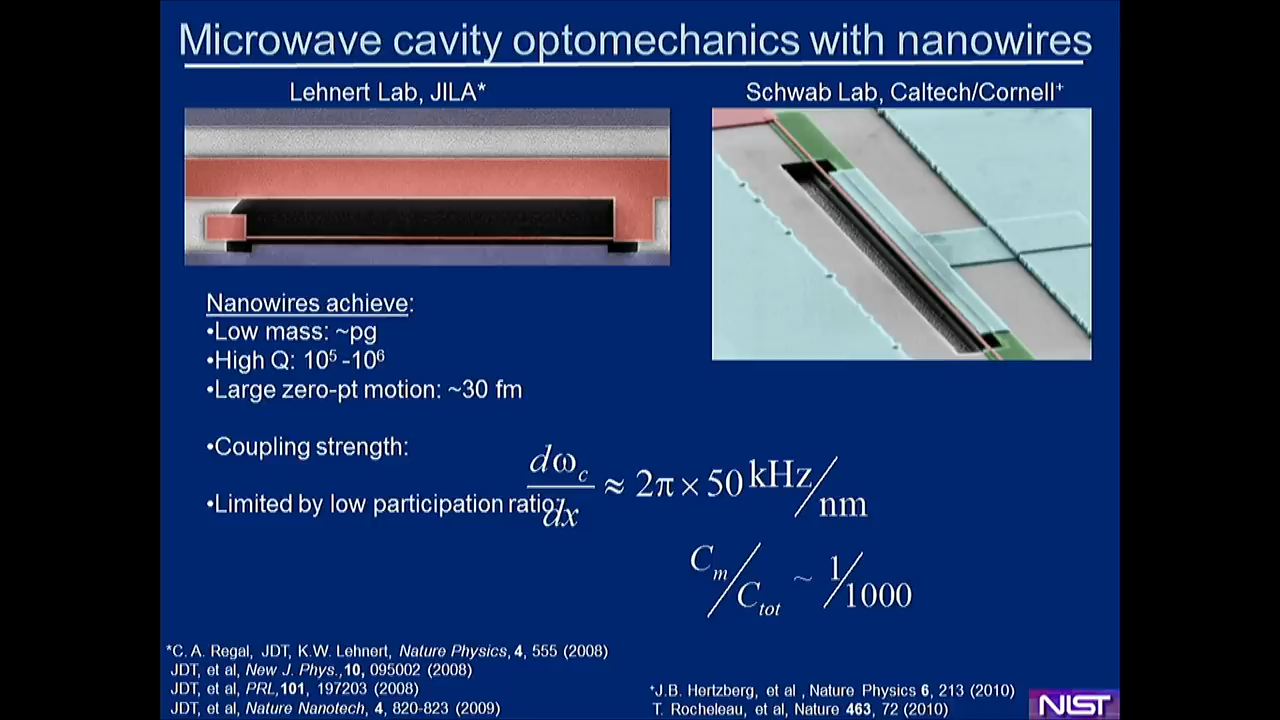 Microwave cavity optomechanics with nanowires
Lehnert Lab, JILA*
Schwab Lab, Caltech/Cornell⁺
Nanowires achieve:
•Low mass: ~pg
•High Q: 10⁵ -10⁶
•Large zero-pt motion: ~30 fm
•Coupling strength:
dω_c/dx ≈ 2π × 50 kHz/nm
•Limited by low participation ratio:
C_m/C_tot ~ 1/1000
*C. A. Regal, JDT, K.W. Lehnert, Nature Physics, 4, 555 (2008)
JDT, et al, New J. Phys.,10, 095002 (2008)
JDT, et al, PRL,101, 197203 (2008)
JDT, et al, Nature Nanotech, 4, 820-823 (2009)
⁺J.B. Hertzberg, et al , Nature Physics 6, 213 (2010)
T. Rocheleau, et al, Nature 463, 72 (2010)
NIST